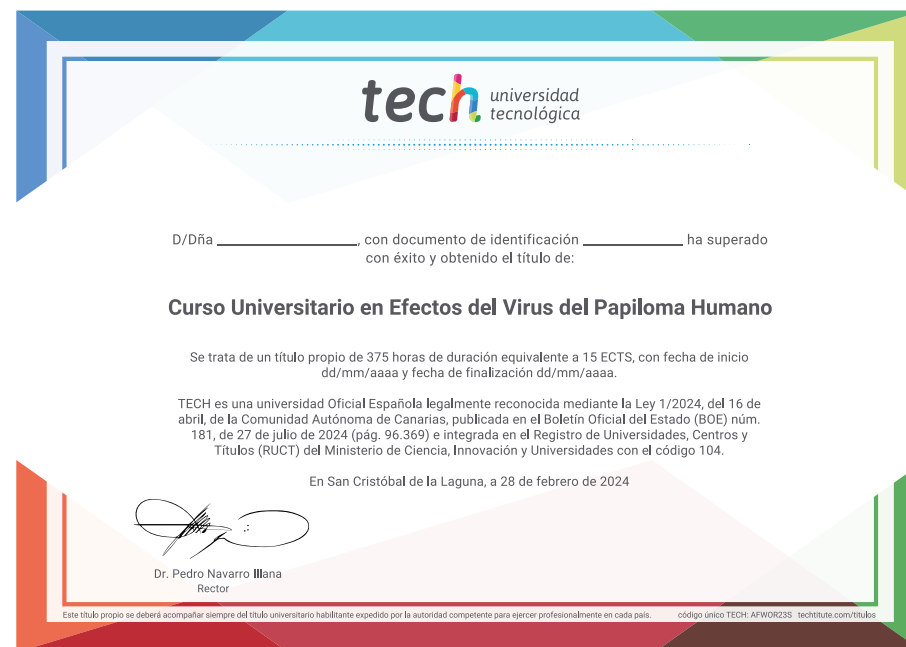 tech universidad
tecnológica
D/Dña ____________________, con documento de identificación ______________ ha superado
con éxito y obtenido el título de:
Curso Universitario en Efectos del Virus del Papiloma Humano
Se trata de un título propio de 375 horas de duración equivalente a 15 ECTS, con fecha de inicio
dd/mm/aaaa y fecha de finalización dd/mm/aaaa.
TECH es una universidad Oficial Española legalmente reconocida mediante la Ley 1/2024, del 16 de
abril, de la Comunidad Autónoma de Canarias, publicada en el Boletín Oficial del Estado (BOE) núm.
181, de 27 de julio de 2024 (pág. 96.369) e integrada en el Registro de Universidades, Centros y
Títulos (RUCT) del Ministerio de Ciencia, Innovación y Universidades con el código 104.
En San Cristóbal de la Laguna, a 28 de febrero de 2024
Dr. Pedro Navarro Illana
Rector
Este título propio se deberá acompañar siempre del título universitario habilitante expedido por la autoridad competente para ejercer profesionalmente en cada país. código único TECH: AFWOR23S techtitute.com/titulos